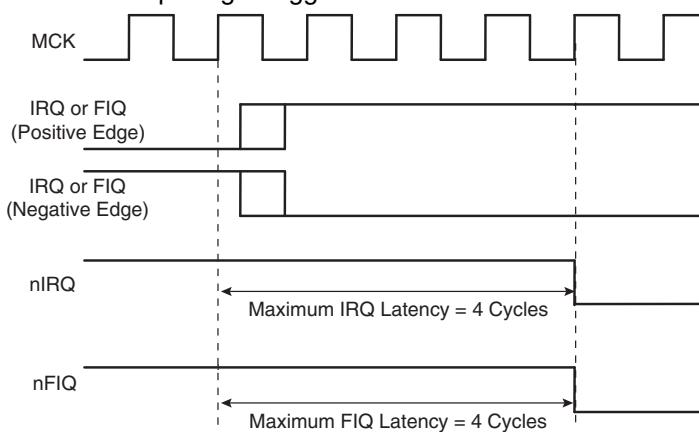 MCK
IRQ or FIQ
(Positive Edge)
IRQ or FIQ
(Negative Edge)
nIRQ
Maximum IRQ Latency = 4 Cycles
nFIQ
Maximum FIQ Latency = 4 Cycles